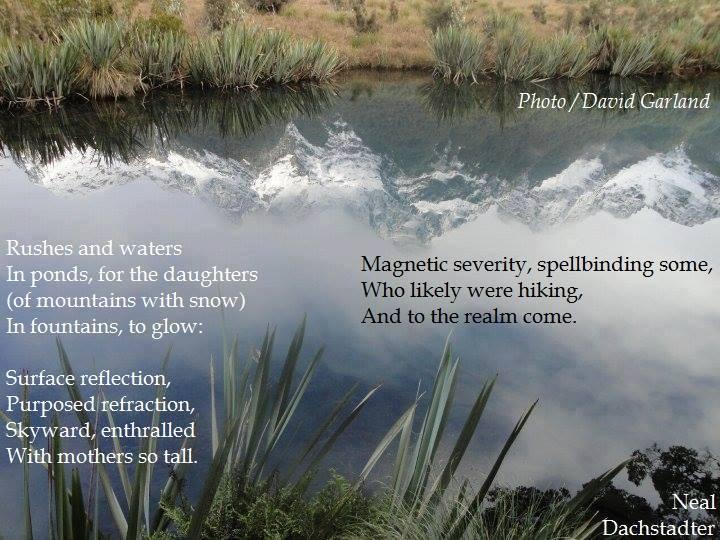 Photo / David Garland
Rushes and waters
In ponds, for the daughters
(of mountains with snow)
In fountains, to glow:
Surface reflection,
Purposed refraction,
Skyward, enthralled
With mothers so tall.
Magnetic severity, spellbinding some,
Who likely were hiking,
And to the realm come.
Neal
Dachstadter